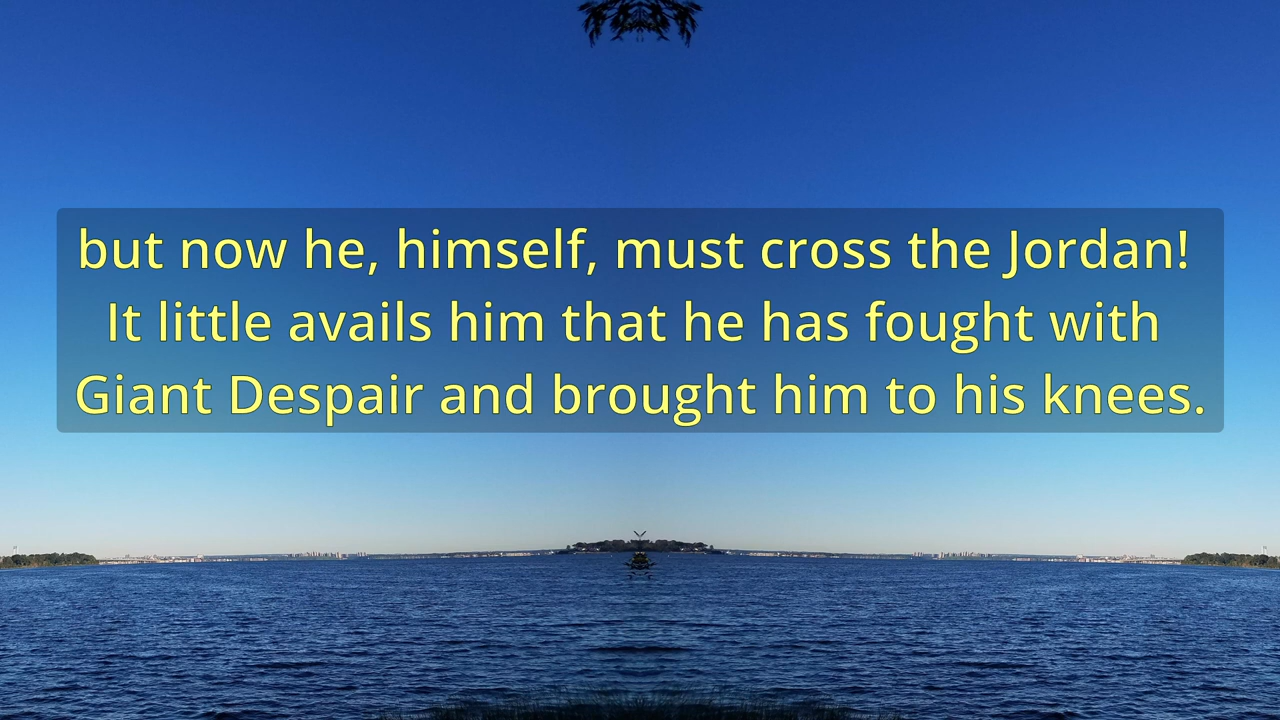 but now he, himself, must cross the Jordan!
It little avails him that he has fought with
Giant Despair and brought him to his knees.